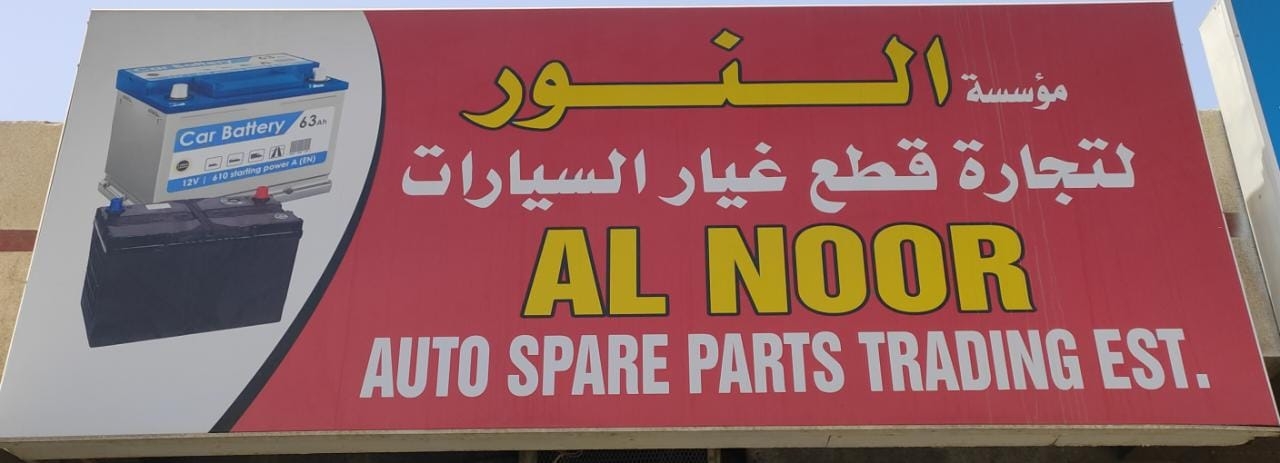 مؤسسة النور
لتجارة قطع غيار السيارات
AL NOOR
AUTO SPARE PARTS TRADING EST.
Car Battery 63Ah
12V | 610 starting power A (EN)